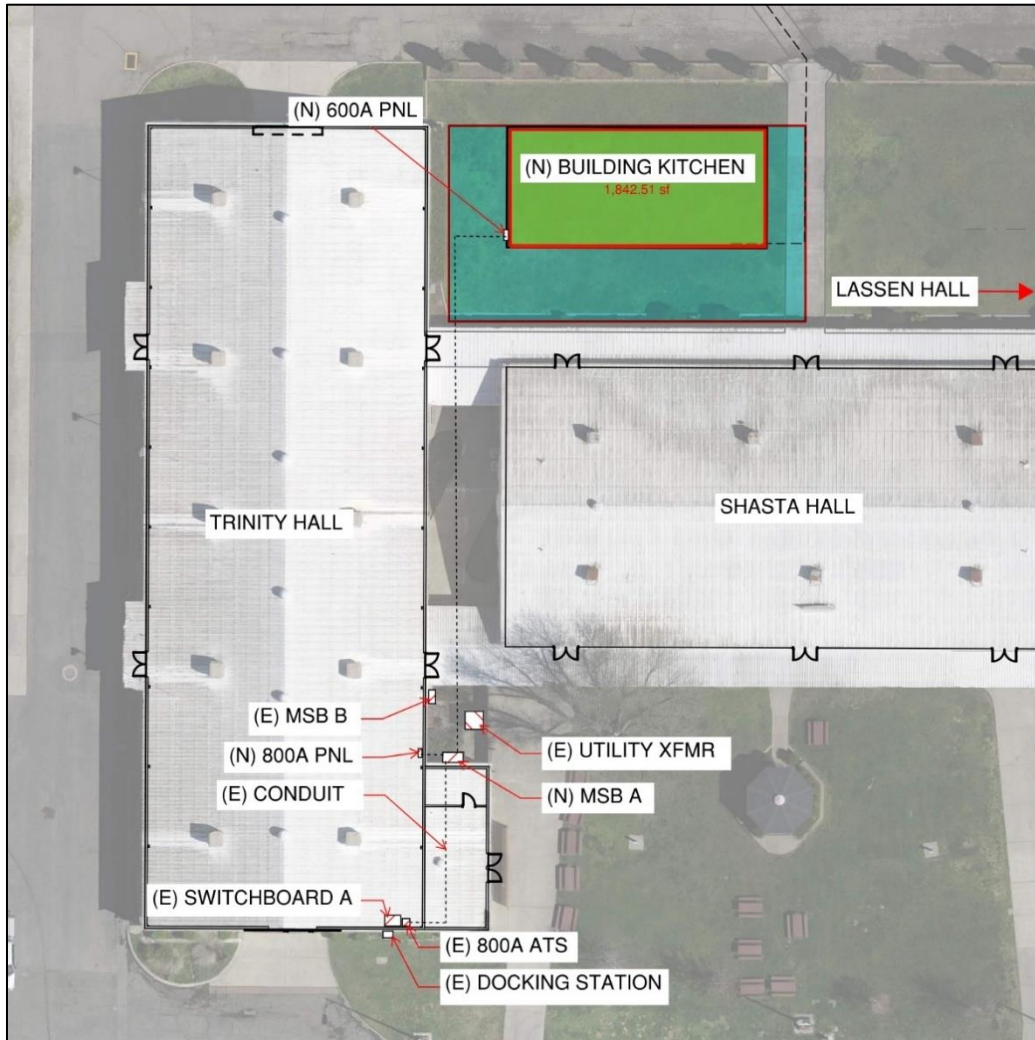 (N) 600A PNL
(N) BUILDING KITCHEN
1,842.51 sf
LASSEN HALL
SHASTA HALL
TRINITY HALL
(E) MSB B
(E) UTILITY XFMR
(N) 800A PNL
(E) CONDUIT
(N) MSB A
(E) SWITCHBOARD A
(E) 800A ATS
(E) DOCKING STATION